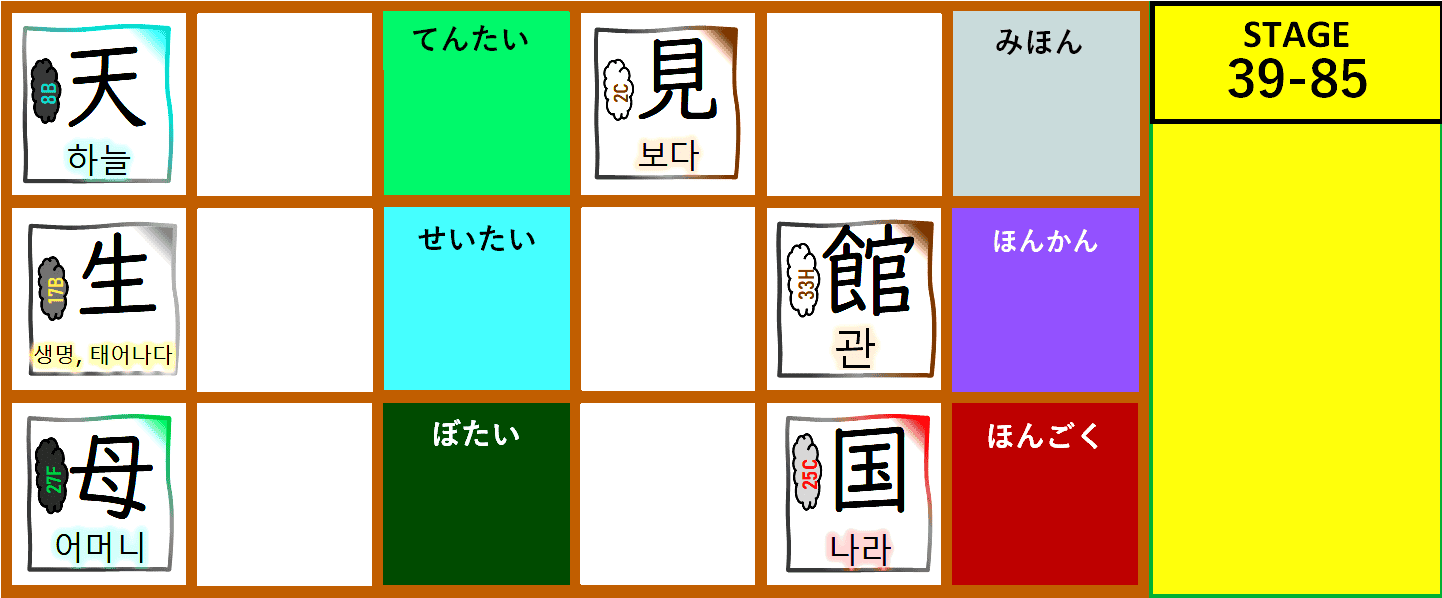 8B
天
하늘
てんたい
2C
見
보다
みほん
STAGE
39-85
17B
生
생명, 태어나다
せいたい
33H
館
관
ほんかん
27F
母
어머니
ぼたい
25C
国
나라
ほんごく